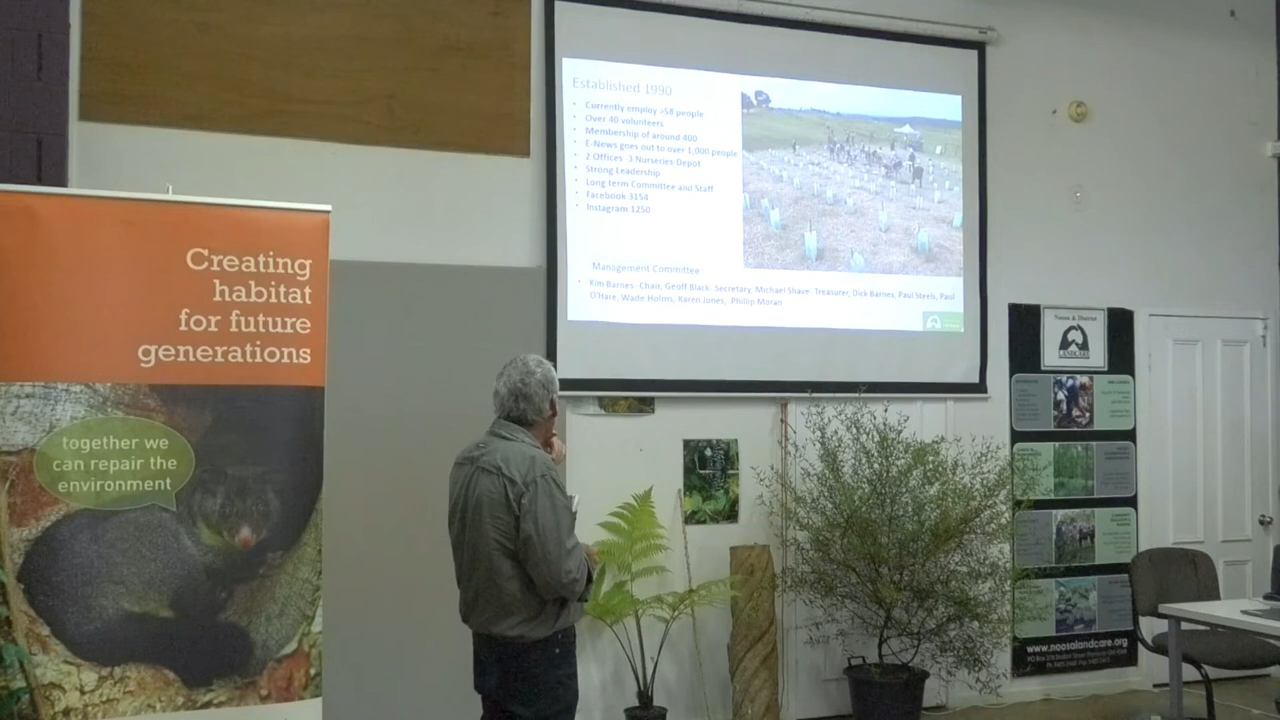 Creating
habitat
for future
generations
together we
can repair the
environment
Established 1990
• Currently employ >58 people
• Over 40 volunteers
• Membership of around 400
• E-News goes out to over 1,000 people
• 2 Offices -3 Nurseries-Depot
• Strong Leadership
• Long term Committee and Staff
• Facebook 3154
• Instagram 1250
Management Committee
• Kim Barnes- Chair, Geoff Black- Secretary, Michael Shave- Treasurer, Dick Barnes, Paul Steels, Paul
O'Hare, Wade Holms, Karen Jones, Phillip Moran
Noosa & District
LANDCARE
www.noosalandcare.org